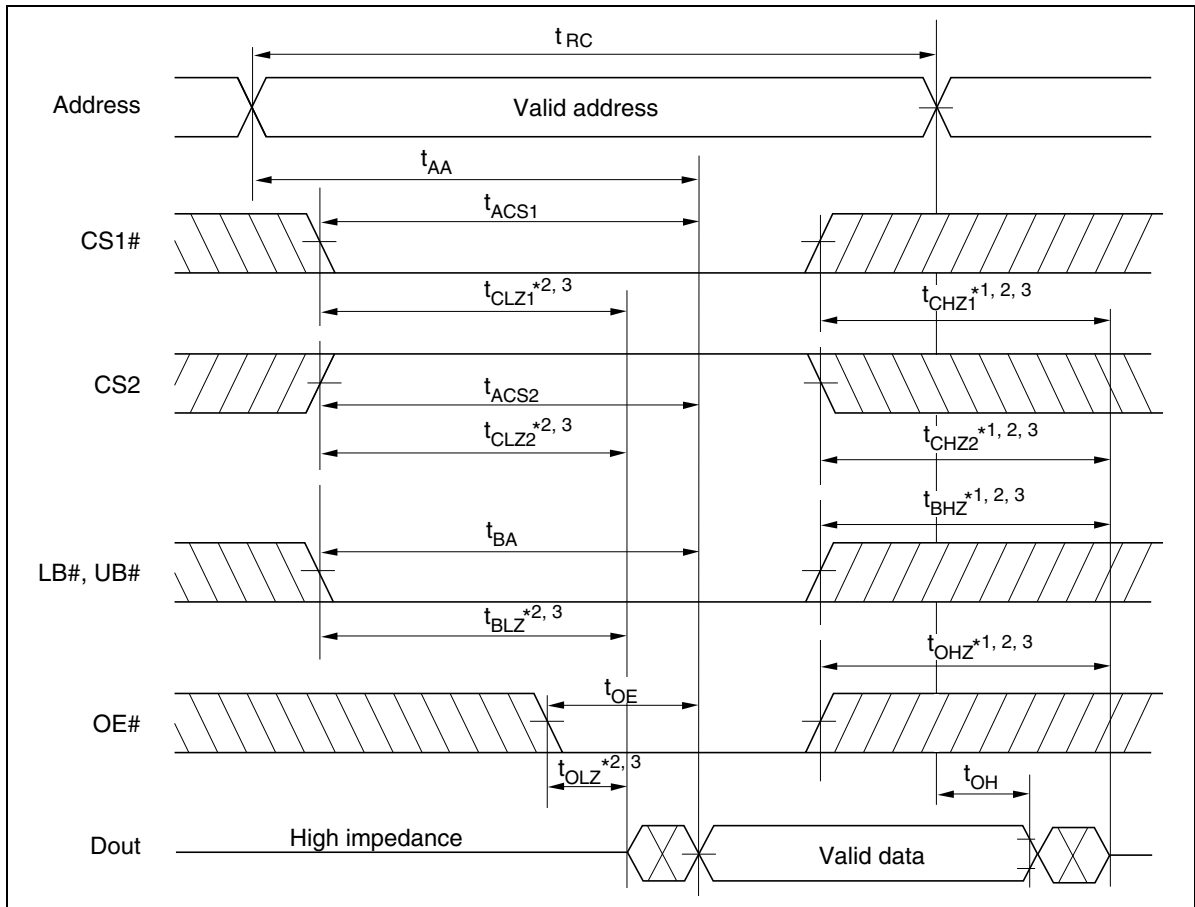 tRC
Address
Valid address
tAA
tACS1
CS1#
tCLZ1*2, 3
tCHZ1*1, 2, 3
CS2
tACS2
tCLZ2*2, 3
tCHZ2*1, 2, 3
tBHZ*1, 2, 3
tBA
LB#, UB#
tBLZ*2, 3
tOHZ*1, 2, 3
tOE
OE#
tOLZ*2, 3
tOH
High impedance
Dout
Valid data